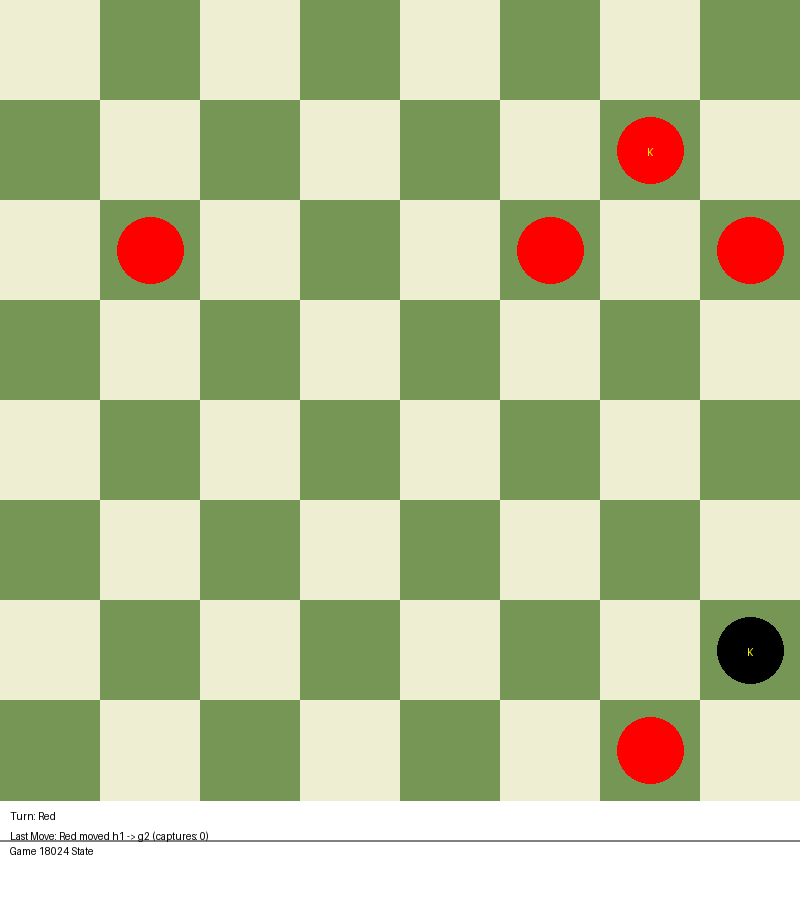 K
K
Turn: Red
Last Move: Red moved h1 -> g2 (captures: 0)
Game 18024 State